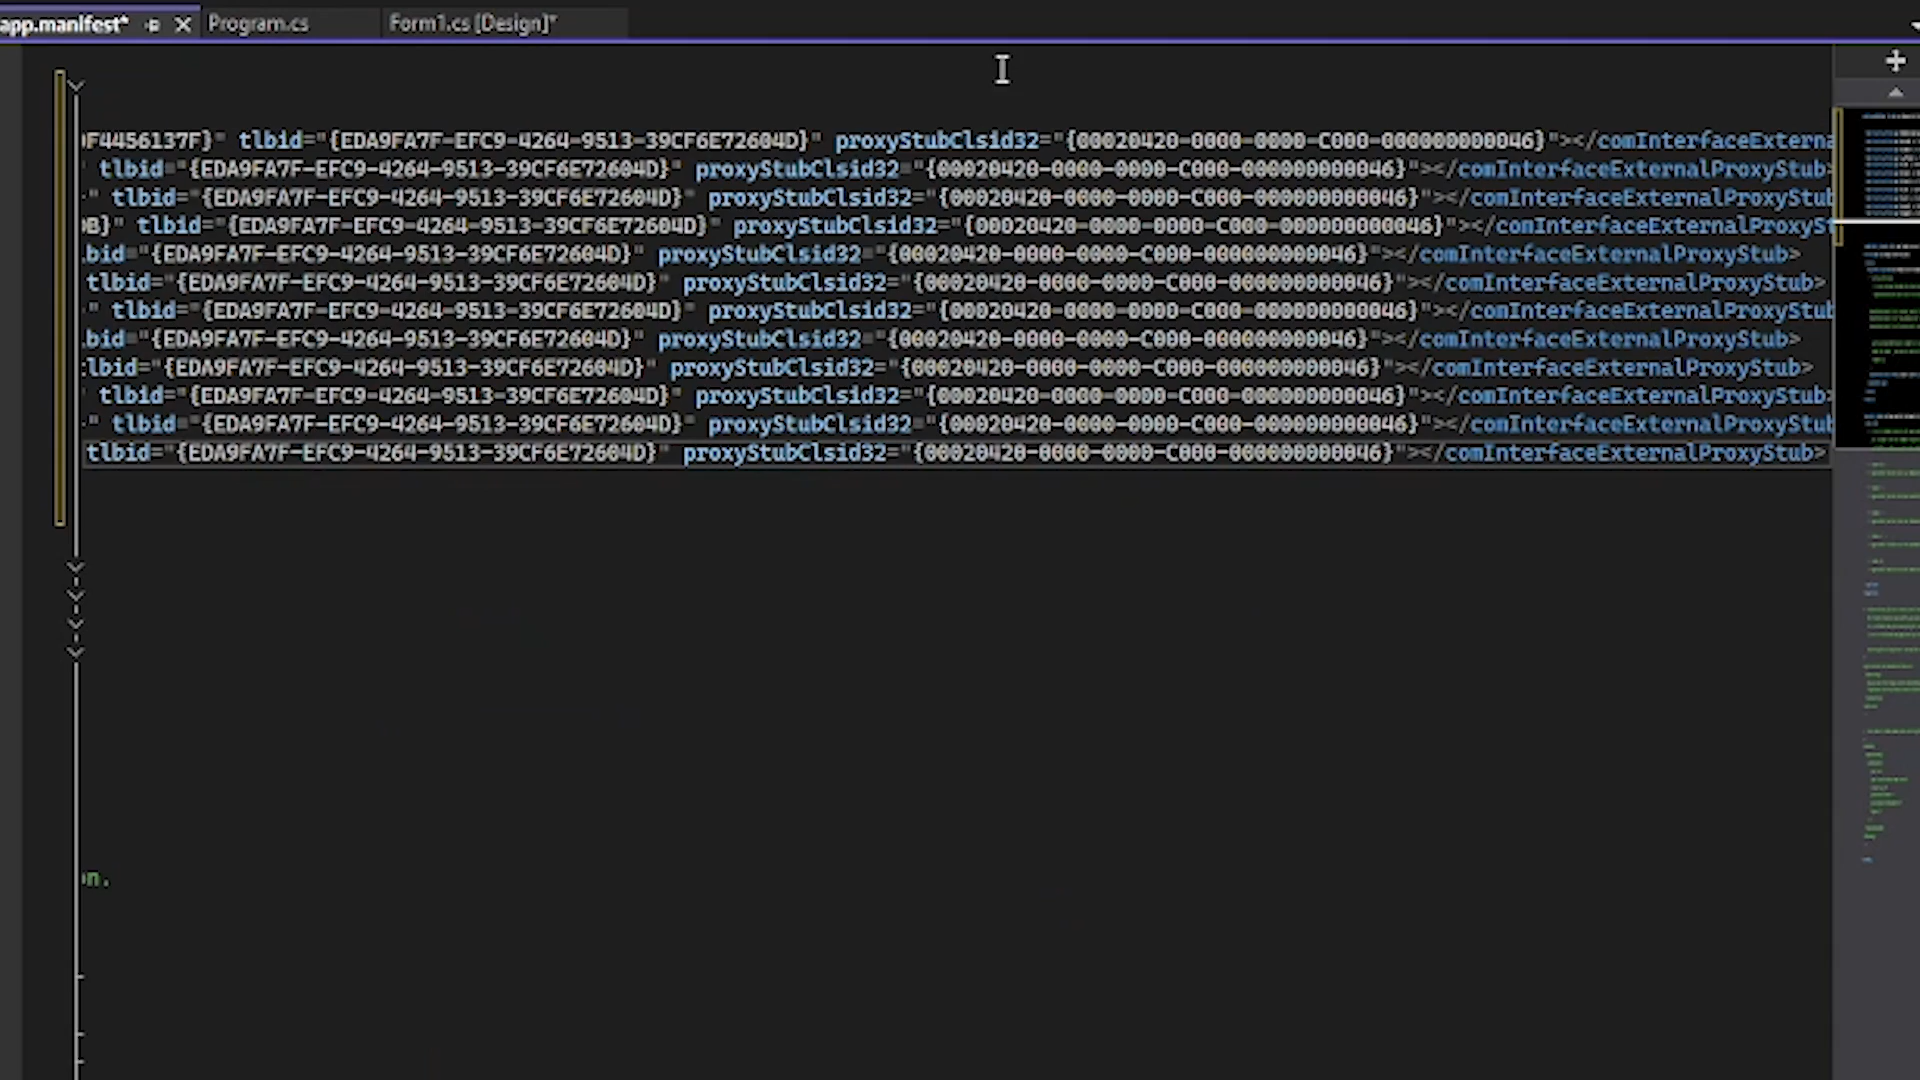 app.manifest* Program.cs Form1.cs [Design]*
F4456137F}" tlbid="{EDA9FA7F-EFC9-4264-9513-39CF6E72604D}" proxyStubClsid32="{00020420-0000-0000-C000-000000000046}"></comInterfaceExterna
" tlbid="{EDA9FA7F-EFC9-4264-9513-39CF6E72604D}" proxyStubClsid32="{00020420-0000-0000-C000-000000000046}"></comInterfaceExternalProxyStub>
" tlbid="{EDA9FA7F-EFC9-4264-9513-39CF6E72604D}" proxyStubClsid32="{00020420-0000-0000-C000-000000000046}"></comInterfaceExternalProxyStub
B}" tlbid="{EDA9FA7F-EFC9-4264-9513-39CF6E72604D}" proxyStubClsid32="{00020420-0000-0000-C000-000000000046}"></comInterfaceExternalProxySt
bid="{EDA9FA7F-EFC9-4264-9513-39CF6E72604D}" proxyStubClsid32="{00020420-0000-0000-C000-000000000046}"></comInterfaceExternalProxyStub>
tlbid="{EDA9FA7F-EFC9-4264-9513-39CF6E72604D}" proxyStubClsid32="{00020420-0000-0000-C000-000000000046}"></comInterfaceExternalProxyStub>
" tlbid="{EDA9FA7F-EFC9-4264-9513-39CF6E72604D}" proxyStubClsid32="{00020420-0000-0000-C000-000000000046}"></comInterfaceExternalProxyStub
bid="{EDA9FA7F-EFC9-4264-9513-39CF6E72604D}" proxyStubClsid32="{00020420-0000-0000-C000-000000000046}"></comInterfaceExternalProxyStub>
lbid="{EDA9FA7F-EFC9-4264-9513-39CF6E72604D}" proxyStubClsid32="{00020420-0000-0000-C000-000000000046}"></comInterfaceExternalProxyStub>
" tlbid="{EDA9FA7F-EFC9-4264-9513-39CF6E72604D}" proxyStubClsid32="{00020420-0000-0000-C000-000000000046}"></comInterfaceExternalProxyStub>
" tlbid="{EDA9FA7F-EFC9-4264-9513-39CF6E72604D}" proxyStubClsid32="{00020420-0000-0000-C000-000000000046}"></comInterfaceExternalProxyStub
tlbid="{EDA9FA7F-EFC9-4264-9513-39CF6E72604D}" proxyStubClsid32="{00020420-0000-0000-C000-000000000046}"></comInterfaceExternalProxyStub>
n.